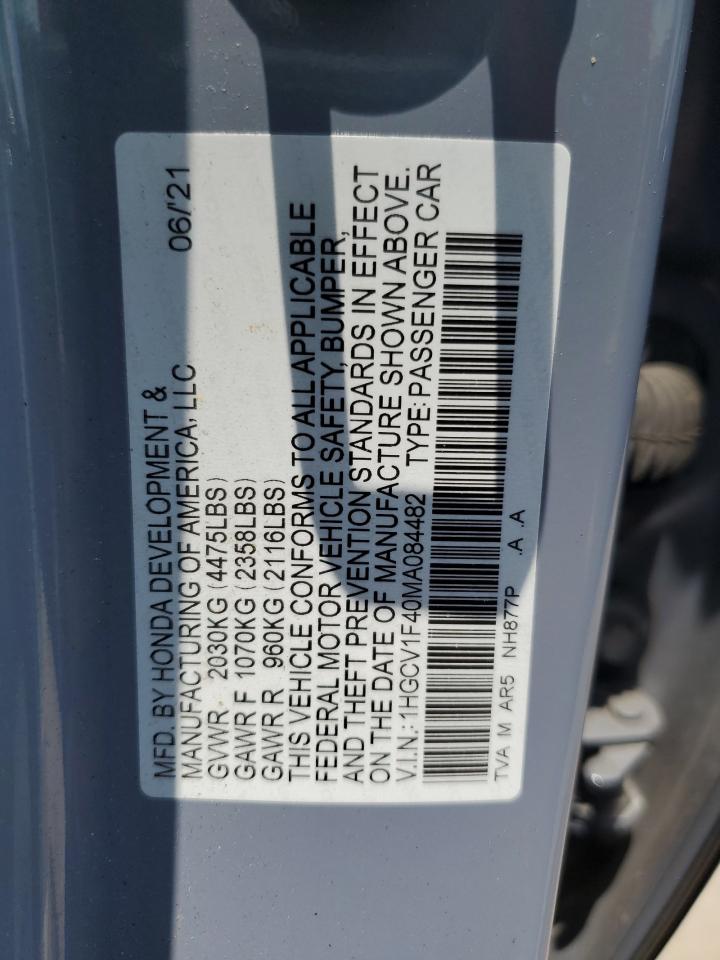 MFD. BY HONDA DEVELOPMENT &
MANUFACTURING OF AMERICA, LLC 06/'21
GVWR 2030KG (4475LBS)
GAWR F 1070KG (2358LBS)
GAWR R 960KG (2116LBS)
THIS VEHICLE CONFORMS TO ALL APPLICABLE
FEDERAL MOTOR VEHICLE SAFETY, BUMPER,
AND THEFT PREVENTION STANDARDS IN EFFECT
ON THE DATE OF MANUFACTURE SHOWN ABOVE.
V.I.N.: 1HGCV1F40MA084482 TYPE: PASSENGER CAR
TVA M AR5 NH877P .A .A